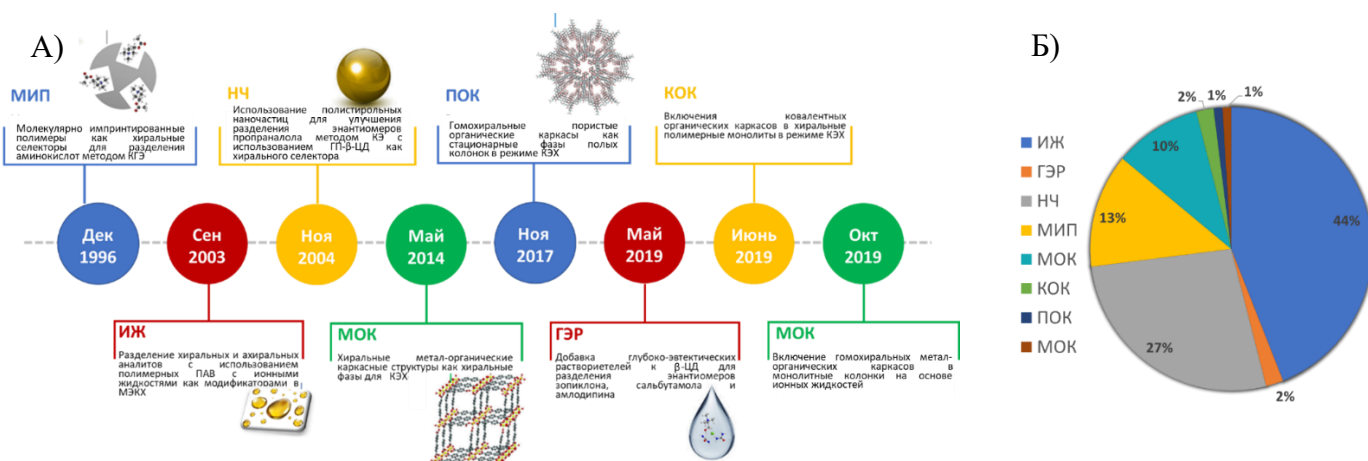 А)
МИП
Молекулярно импринтированные
полимеры как хиральные
селекторы для разделения
аминокислот методом КГЭ
НЧ
Использование полистирольных
наночастиц для улучшения
разделения энантиомеров
пропранолала методом КЭ с
использованием ГП-β-ЦД как
хирального селектора
ПОК
Гомохиральные пористые
органические каркасы как
стационарные фазы полых
колонок в режиме КЭХ
КОК
Включения ковалентных
органических каркасов в хиральные
полимерные монолиты в режиме КЭХ
Дек
1996
Сен
2003
Ноя
2004
Май
2014
Ноя
2017
Май
2019
Июнь
2019
Окт
2019
ИЖ
Разделение хиральных и ахиральных
аналитов с использованием
полимерных ПАВ с ионными
жидкостями как модификаторами в
МЭКХ
МОК
Хиральные метал-органические
каркасные структуры как хиральные
фазы для КЭХ
ГЭР
Добавка глубоко-эвтектических
растворетелей к β-ЦД для
разделения энантиомеров
зопиклона, сальбутамола и
амлодипина
МОК
Включение гомохиральных метал-
органических каркасов в
монолитные колонки на основе
ионных жидкостей
Б)
ИЖ
ГЭР
НЧ
МИП
МОК
КОК
ПОК
МОК
2%
1%
1%
10%
13%
44%
27%
2%